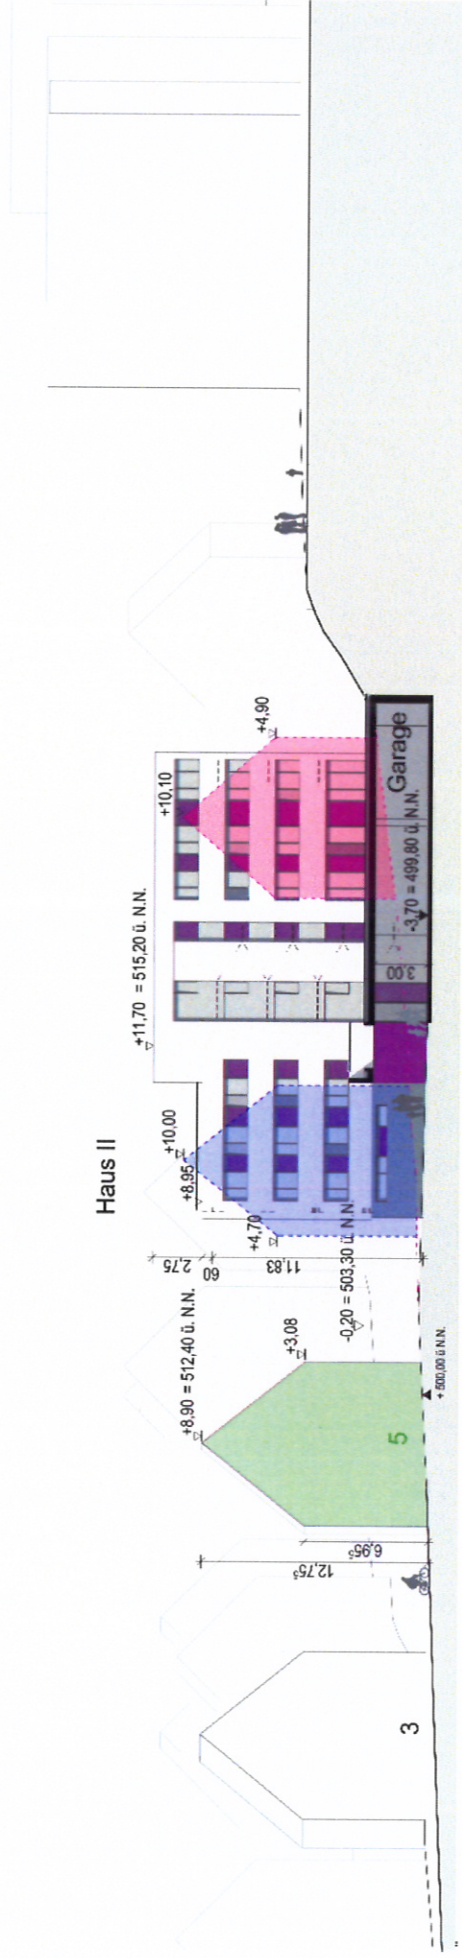 Haus II
+11,70 = 515,20 ü. N.N.
+10,10
+4,90
+10,00
+8,95
+4,70
2,75
60
11,83
+8,90 = 512,40 ü. N.N.
+3,08
-0,20 = 503,30 ü. N.N.
Garage
-3,70 = 499,80 ü. N.N.
3,00
5
+ 500,00 ü N.N.
12,75⁵
6,95⁵
3